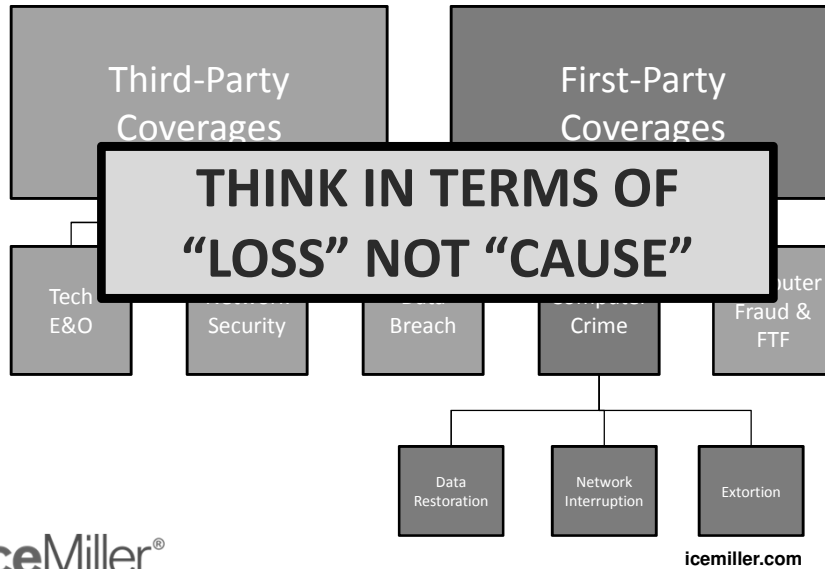 Third-Party
Coverages
First-Party
Coverages
THINK IN TERMS OF
“LOSS” NOT “CAUSE”
Tech
E&O
Security
Breach
Crime
Fraud &
FTF
Data
Restoration
Network
Interruption
Extortion
iceMiller®
icemiller.com